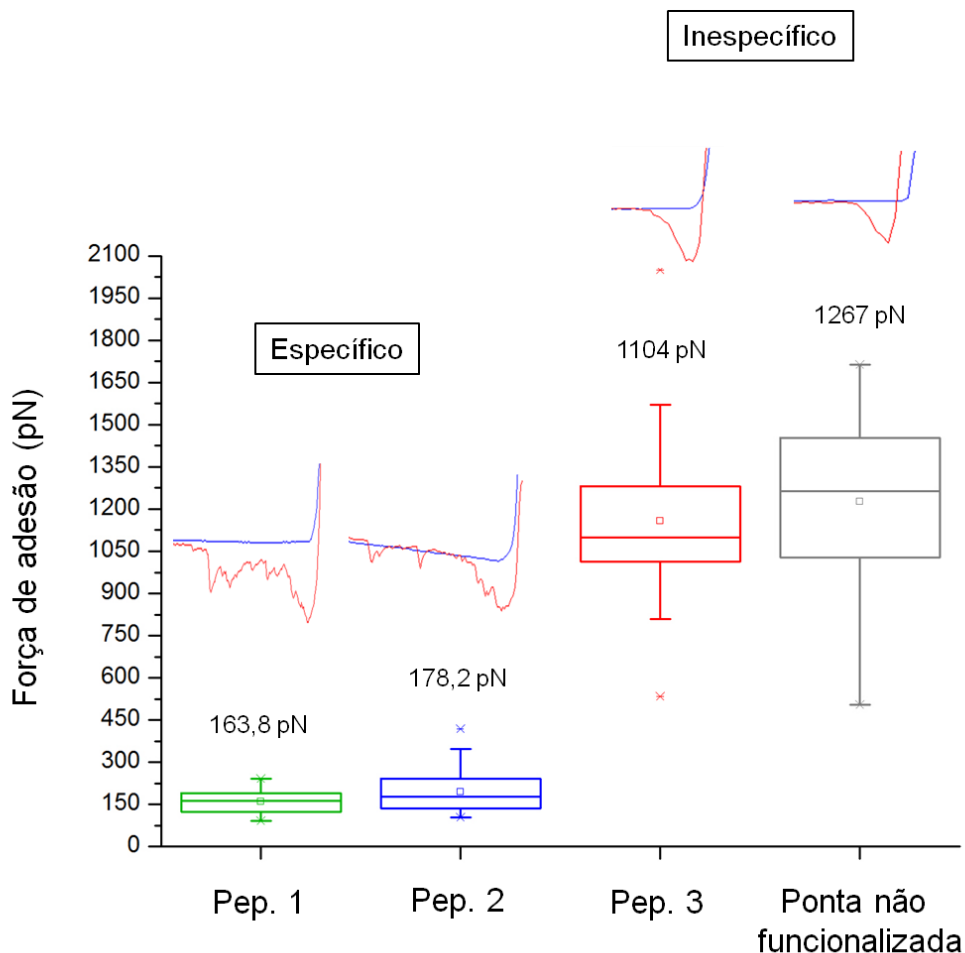 Inespecífico
Específico
1267 pN
1104 pN
178,2 pN
163,8 pN
Força de adesão (pN)
2100
1950
1800
1650
1500
1350
1200
1050
900
750
600
450
300
150
0
Pep. 1
Pep. 2
Pep. 3
Ponta não
funcionalizada